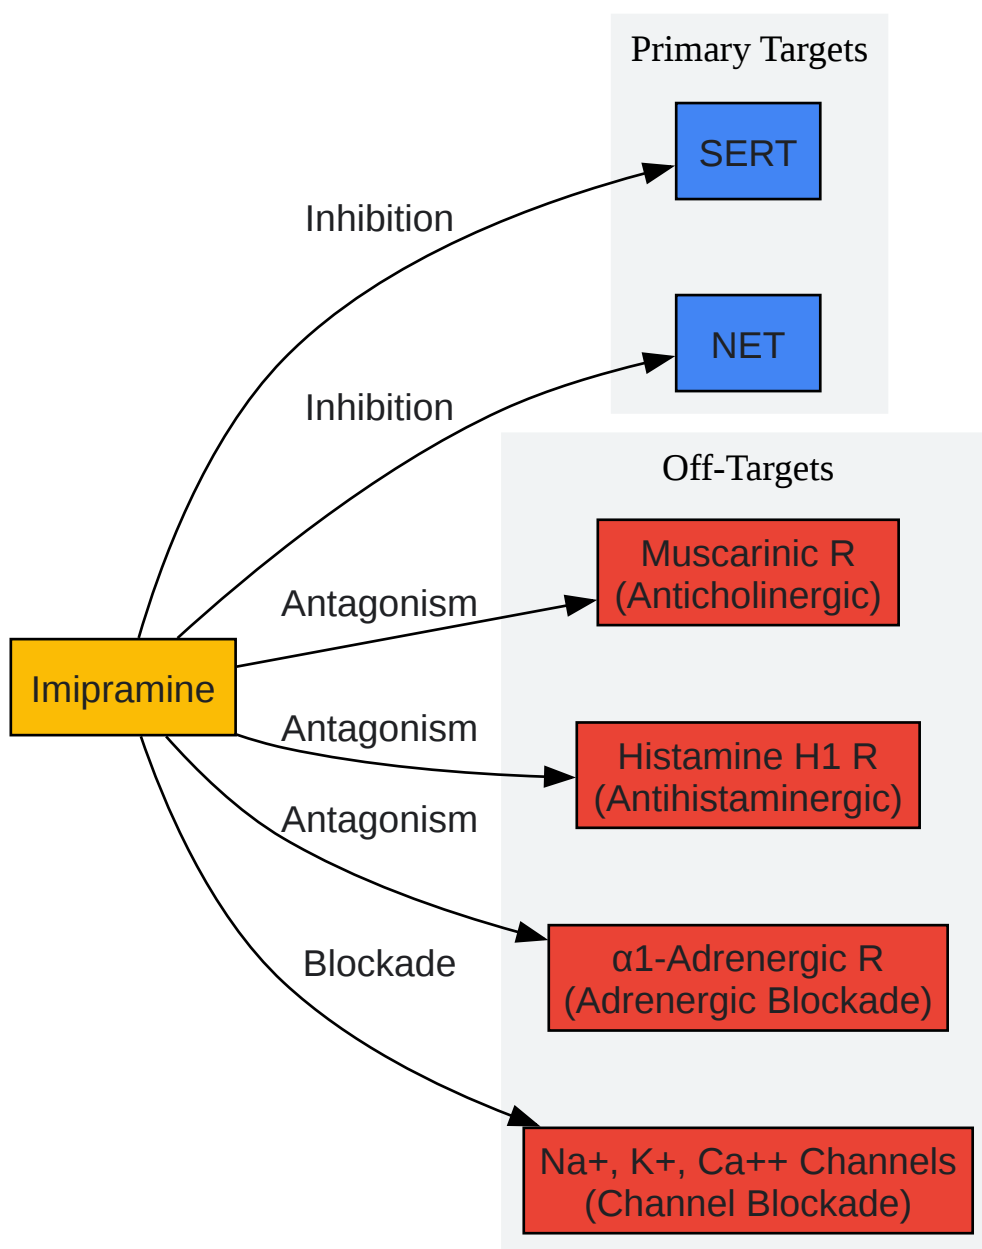 Primary Targets
SERT
Inhibition
NET
Inhibition
Off-Targets
Muscarinic R
(Anticholinergic)
Antagonism
Imipramine
Antagonism
Histamine H1 R
(Antihistaminergic)
Antagonism
α1-Adrenergic R
(Adrenergic Blockade)
Blockade
Na+, K+, Ca++ Channels
(Channel Blockade)